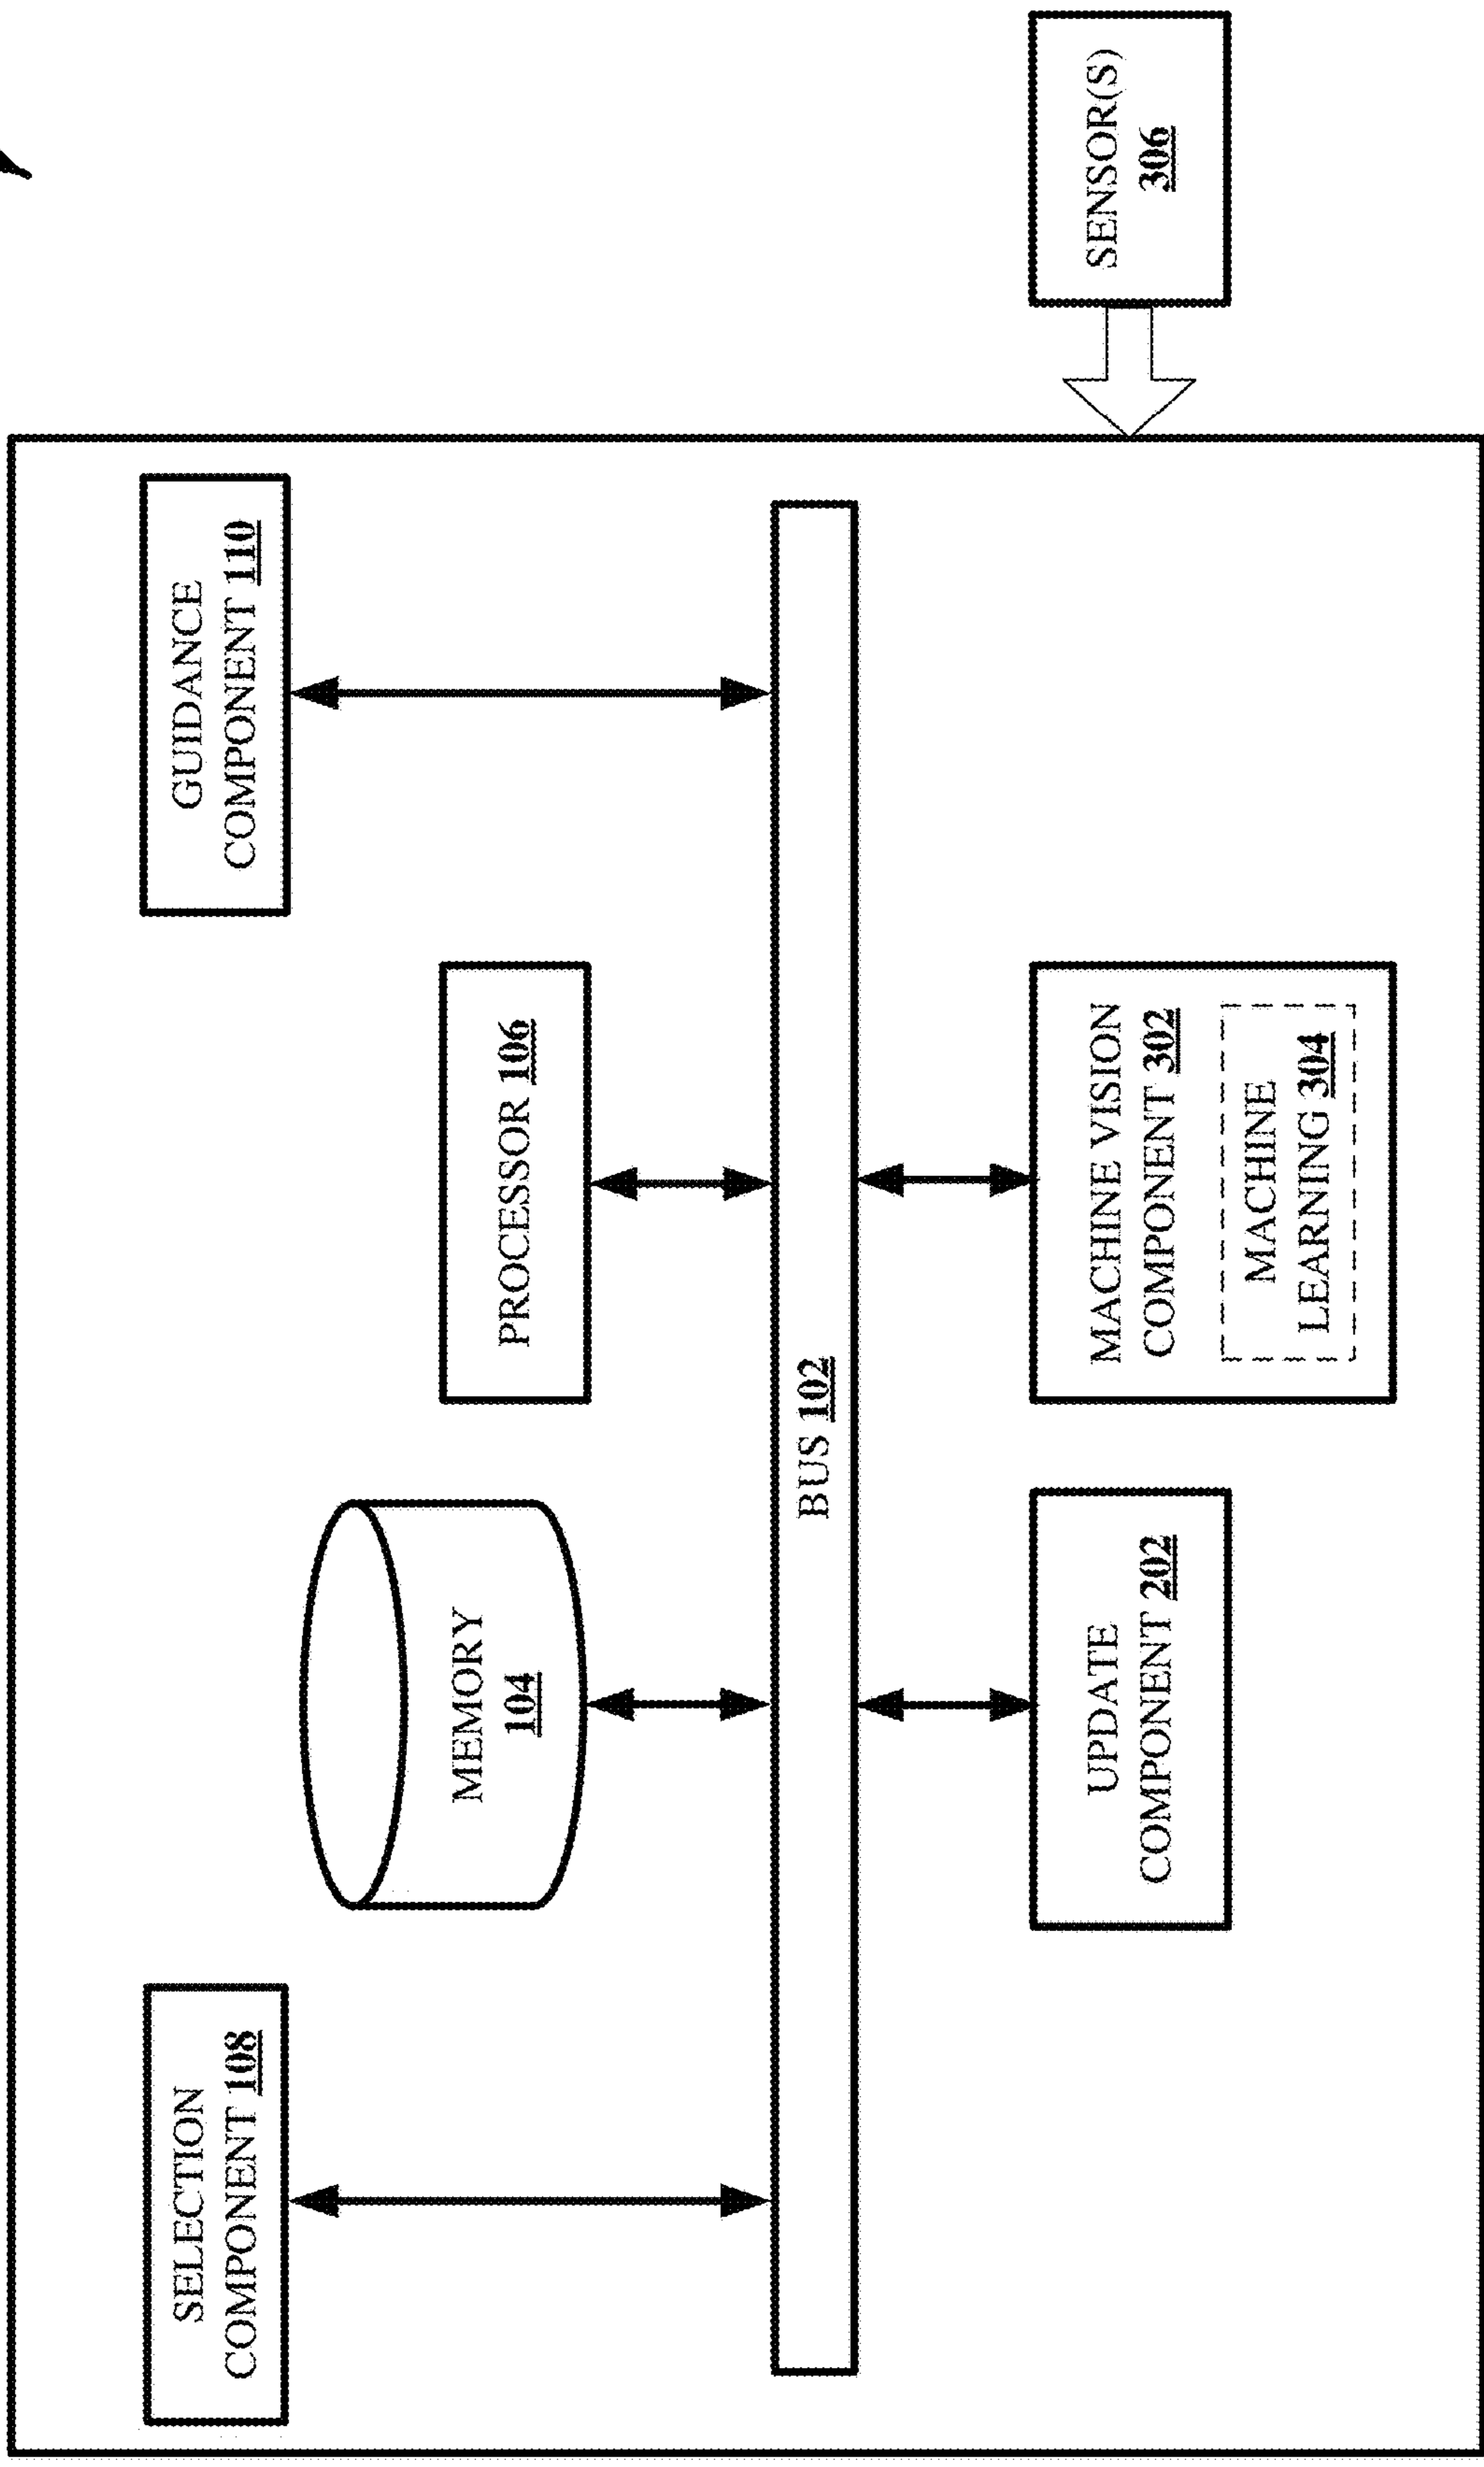 SELECTION
COMPONENT 108
GUIDANCE
COMPONENT 110
MEMORY
104
PROCESSOR 106
BUS 102
UPDATE
COMPONENT 202
MACHINE VISION
COMPONENT 302
MACHINE
LEARNING 304
SENSOR(S)
306